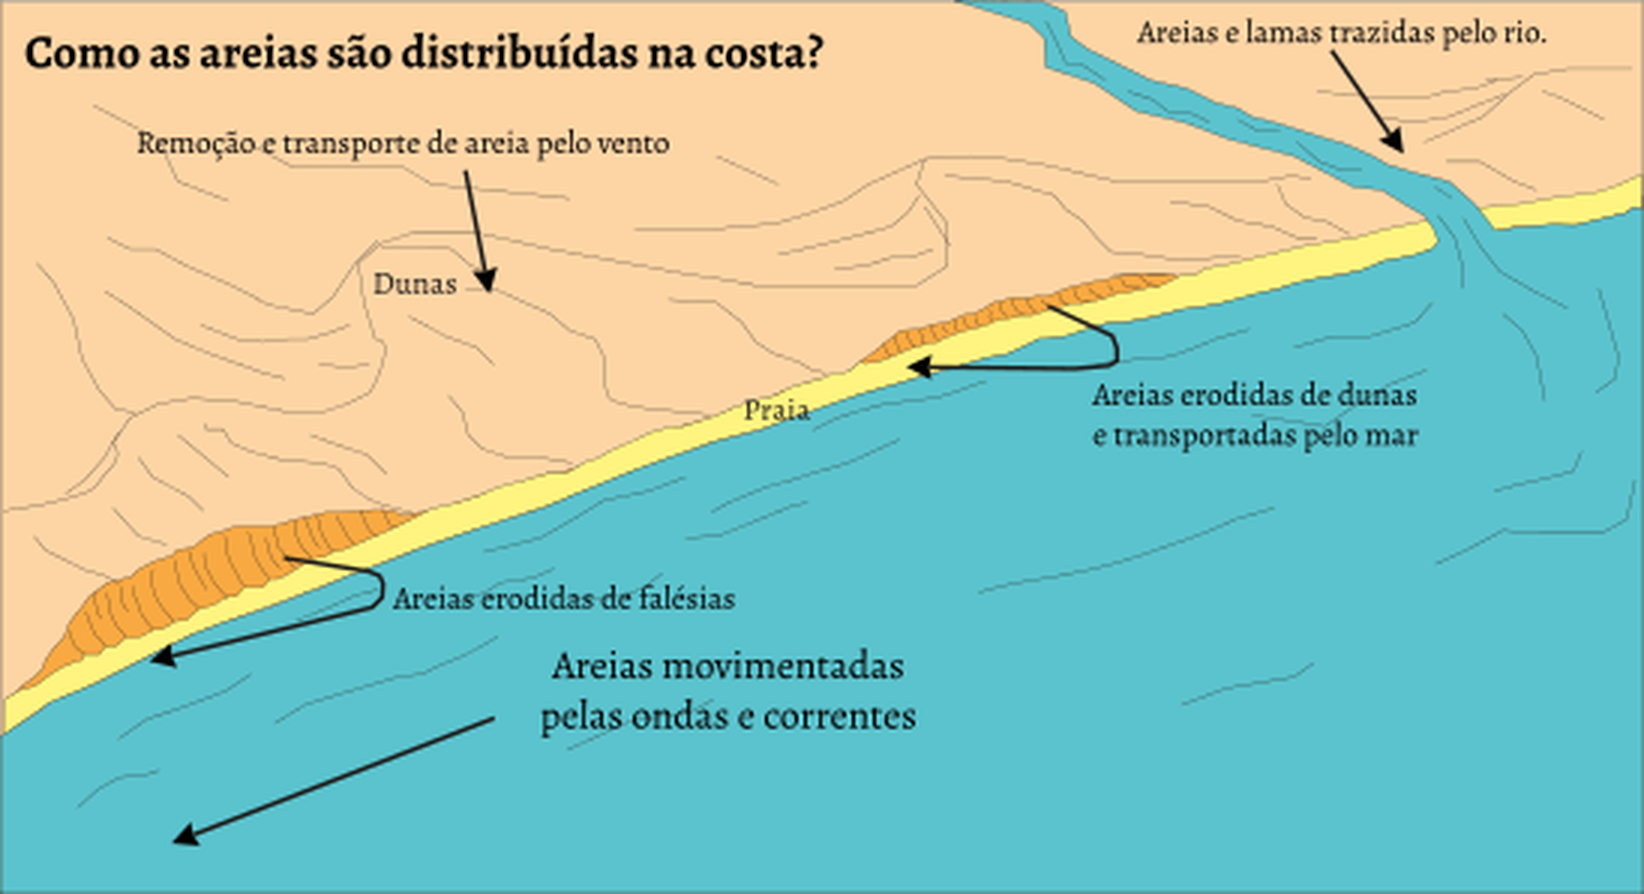 Como as areias são distribuídas na costa?
Areias e lamas trazidas pelo rio.
Remoção e transporte de areia pelo vento
Dunas
Praia
Areias erodidas de dunas
e transportadas pelo mar
Areias erodidas de falésias
Areias movimentadas
pelas ondas e correntes